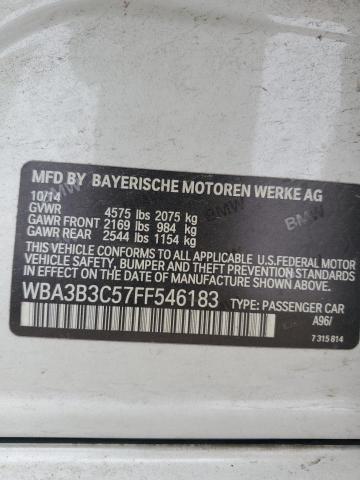 MFD BY BAYERISCHE MOTOREN WERKE AG
10/14
GVWR 4575 lbs 2075 kg
GAWR FRONT 2169 lbs 984 kg
GAWR REAR 2544 lbs 1154 kg
THIS VEHICLE CONFORMS TO ALL APPLICABLE U.S.FEDERAL MOTOR
VEHICLE SAFETY, BUMPER AND THEFT PREVENTION STANDARDS
IN EFFECT ON THE DATE OF MANUFACTURE SHOWN ABOVE.
WBA3B3C57FF546183 TYPE: PASSENGER CAR
A96/
7 315 814
BMW
BMW
BMW